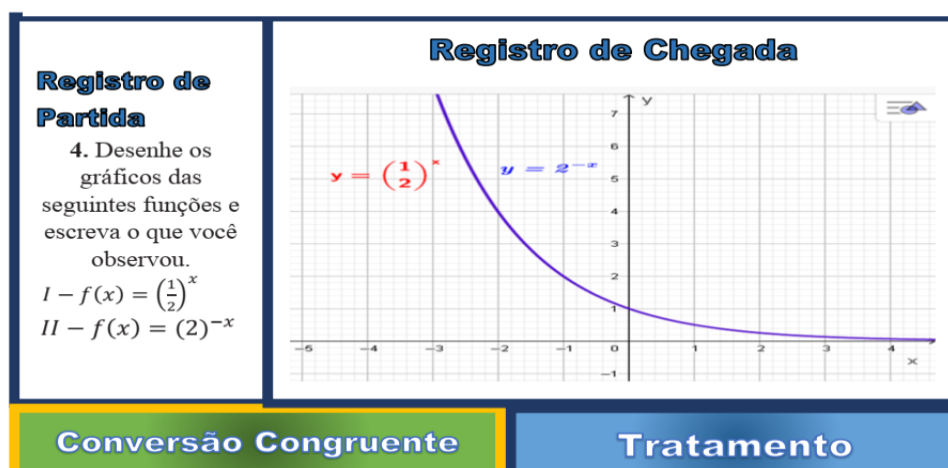 Registro de
Partida
4. Desenhe os
gráficos das
seguintes funções e
escreva o que você
observou.
I − f(x) = (1/2)^x
II − f(x) = (2)^−x
Registro de Chegada
y
7
6
5
4
3
2
1
0
−1
−5 −4 −3 −2 −1 1 2 3 4
x
y = (1/2)^x
y = 2^−x
Conversão Congruente
Tratamento